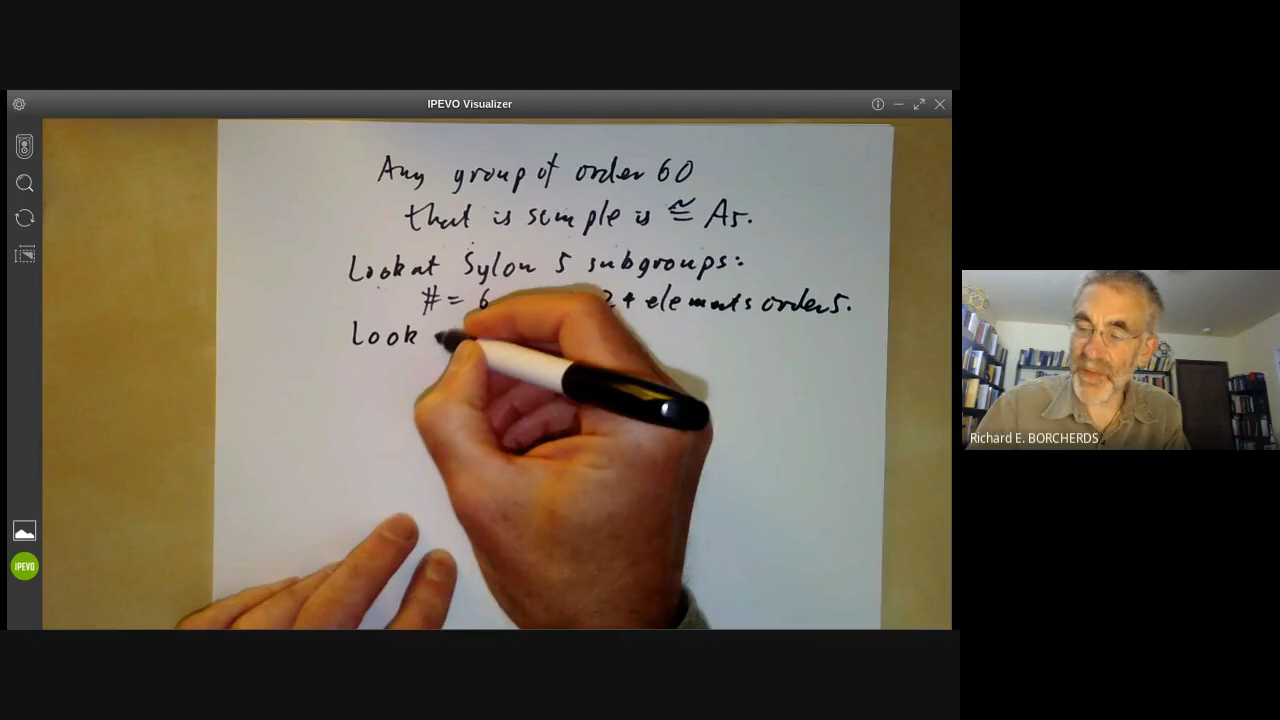 IPEVO Visualizer
Any group of order 60
that is simple is ≅ A5.
Look at Sylow 5 subgroups:
# = 6 24 elements order 5.
Look
IPEVO
Richard E. BORCHERDS